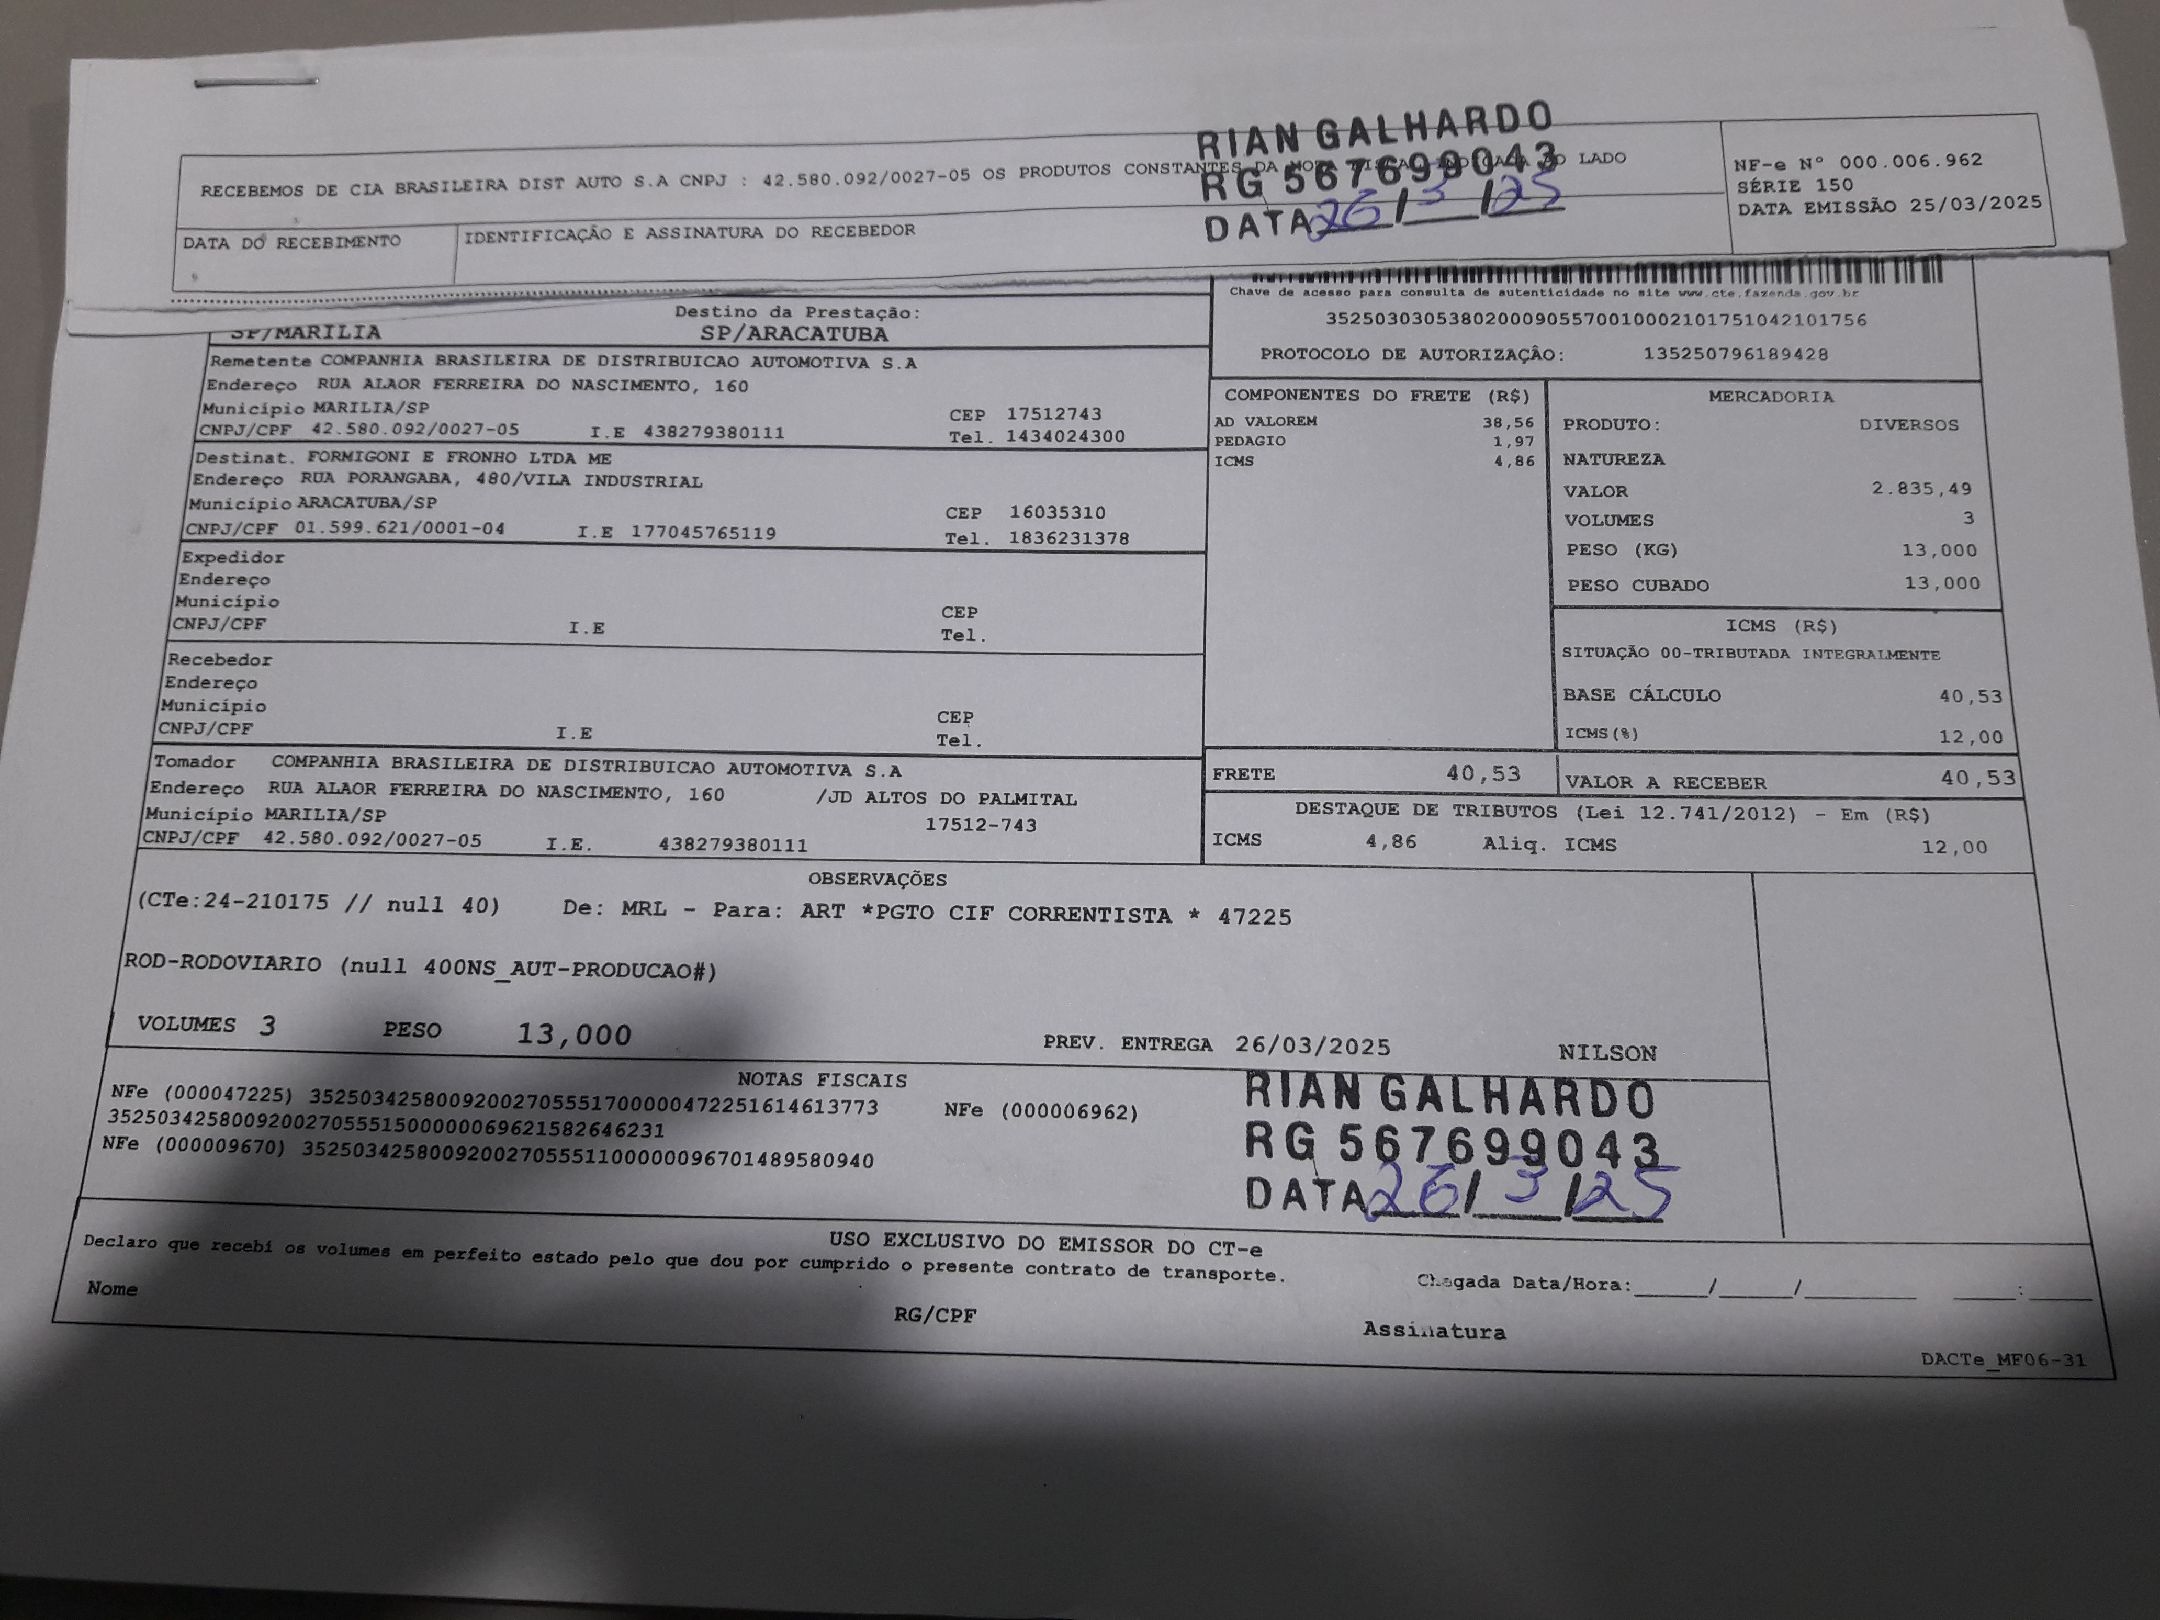 RIAN GALHARDO
RG 567699043
DATA 26/3/25
RECEBEMOS DE CIA BRASILEIRA DIST AUTO S.A CNPJ : 42.580.092/0027-05 OS PRODUTOS CONSTANTES DA LADO
NF-e N° 000.006.962
SÉRIE 150
DATA EMISSÃO 25/03/2025
DATA DO RECEBIMENTO
IDENTIFICAÇÃO E ASSINATURA DO RECEBEDOR
Chave de acesso para consulta de autenticidade no site www.cte.fazenda.gov.br
35250303053802000905570010002101751042101756
PROTOCOLO DE AUTORIZAÇÃO: 135250796189428
Destino da Prestação:
SP/MARILIA SP/ARACATUBA
Remetente COMPANHIA BRASILEIRA DE DISTRIBUICAO AUTOMOTIVA S.A
Endereço RUA ALAOR FERREIRA DO NASCIMENTO, 160
Município MARILIA/SP CEP 17512743
CNPJ/CPF 42.580.092/0027-05 I.E 438279380111 Tel. 1434024300
Destinat. FORMIGONI E FRONHO LTDA ME
Endereço RUA PORANGABA, 480/VILA INDUSTRIAL
Município ARACATUBA/SP CEP 16035310
CNPJ/CPF 01.599.621/0001-04 I.E 177045765119 Tel. 1836231378
Expedidor
Endereço
Município CEP
CNPJ/CPF I.E Tel.
Recebedor
Endereço
Município CEP
CNPJ/CPF I.E Tel.
Tomador COMPANHIA BRASILEIRA DE DISTRIBUICAO AUTOMOTIVA S.A
Endereço RUA ALAOR FERREIRA DO NASCIMENTO, 160 /JD ALTOS DO PALMITAL
Município MARILIA/SP 17512-743
CNPJ/CPF 42.580.092/0027-05 I.E. 438279380111
COMPONENTES DO FRETE (R$)
AD VALOREM 38,56
PEDAGIO 1,97
ICMS 4,86
MERCADORIA
PRODUTO: DIVERSOS
NATUREZA
VALOR 2.835,49
VOLUMES 3
PESO (KG) 13,000
PESO CUBADO 13,000
ICMS (R$)
SITUAÇÃO 00-TRIBUTADA INTEGRALMENTE
BASE CÁLCULO 40,53
ICMS(%) 12,00
FRETE 40,53 VALOR A RECEBER 40,53
DESTAQUE DE TRIBUTOS (Lei 12.741/2012) - Em (R$)
ICMS 4,86 Aliq. ICMS 12,00
OBSERVAÇÕES
(CTe:24-210175 // null 40) De: MRL - Para: ART *PGTO CIF CORRENTISTA * 47225
ROD-RODOVIARIO (null 400NS_AUT-PRODUCAO#)
VOLUMES 3 PESO 13,000 PREV. ENTREGA 26/03/2025 NILSON
NOTAS FISCAIS
NFe (000047225) 35250342580092002705551700000472251614613773 NFe (000006962)
35250342580092002705551500000069621582646231
NFe (000009670) 35250342580092002705551100000096701489580940
RIAN GALHARDO
RG 567699043
DATA 26/3/25
USO EXCLUSIVO DO EMISSOR DO CT-e
Declaro que recebi os volumes em perfeito estado pelo que dou por cumprido o presente contrato de transporte.
Chegada Data/Hora:____/____/______ ____:____
Nome RG/CPF Assinatura
DACTe_MF06-31